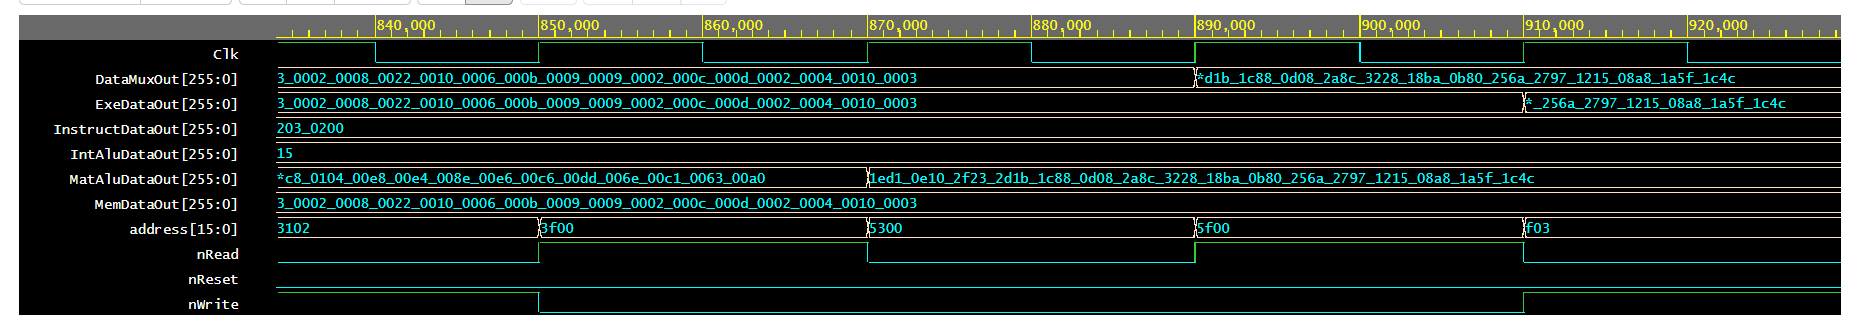 840,000 850,000 860,000 870,000 880,000 890,000 900,000 910,000 920,000
Clk
DataMuxOut[255:0] 3_0002_0008_0022_0010_0006_000b_0009_0009_0002_000c_000d_0002_0004_0010_0003 *d1b_1c88_0d08_2a8c_3228_18ba_0b80_256a_2797_1215_08a8_1a5f_1c4c
ExeDataOut[255:0] 3_0002_0008_0022_0010_0006_000b_0009_0009_0002_000c_000d_0002_0004_0010_0003 *_256a_2797_1215_08a8_1a5f_1c4c
InstructDataOut[255:0] 203_0200
IntAluDataOut[255:0] 15
MatAluDataOut[255:0] *c8_0104_00e8_00e4_008e_00e6_00c6_00dd_006e_00c1_0063_00a0 1ed1_0e10_2f23_2d1b_1c88_0d08_2a8c_3228_18ba_0b80_256a_2797_1215_08a8_1a5f_1c4c
MemDataOut[255:0] 3_0002_0008_0022_0010_0006_000b_0009_0009_0002_000c_000d_0002_0004_0010_0003
address[15:0] 3102 3f00 5300 5f00 f03
nRead
nReset
nWrite